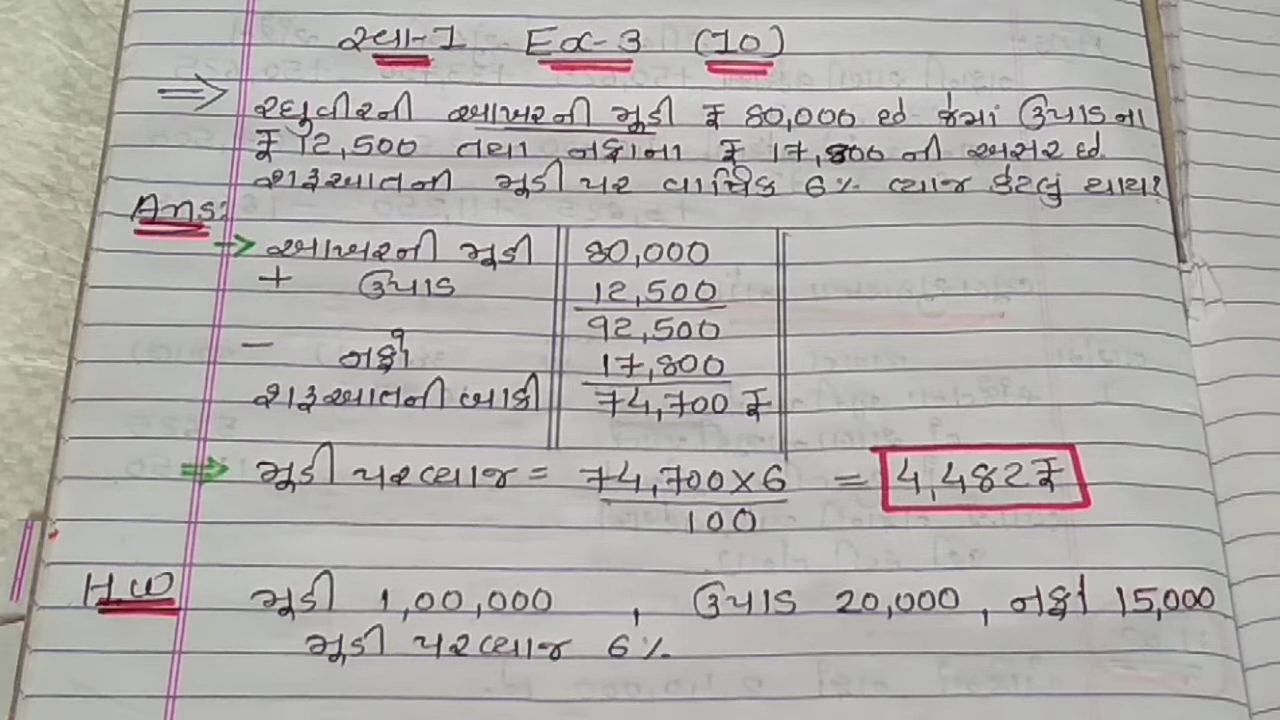 સ્વા-1 Ex-3 (10)
⇒ રઘુવીરની આખરની મૂડી ₹ 80,000 છે. જેમાં ઉપાડના
₹ 12,500 તથા નફાના ₹ 17,800 ની અસર છે.
શરૂઆતની મૂડી પર વાર્ષિક 6% વ્યાજ કેટલું થાય?
Ans:
→ આખરની મૂડી 80,000
+ ઉપાડ 12,500
92,500
- નફો 17,800
શરૂઆતની બાકી 74,700 ₹
⇒ મૂડી પર વ્યાજ = 74,700×6 = 4,482 ₹
100
H.W મૂડી 1,00,000 , ઉપાડ 20,000, નફો 15,000
મૂડી પર વ્યાજ 6%